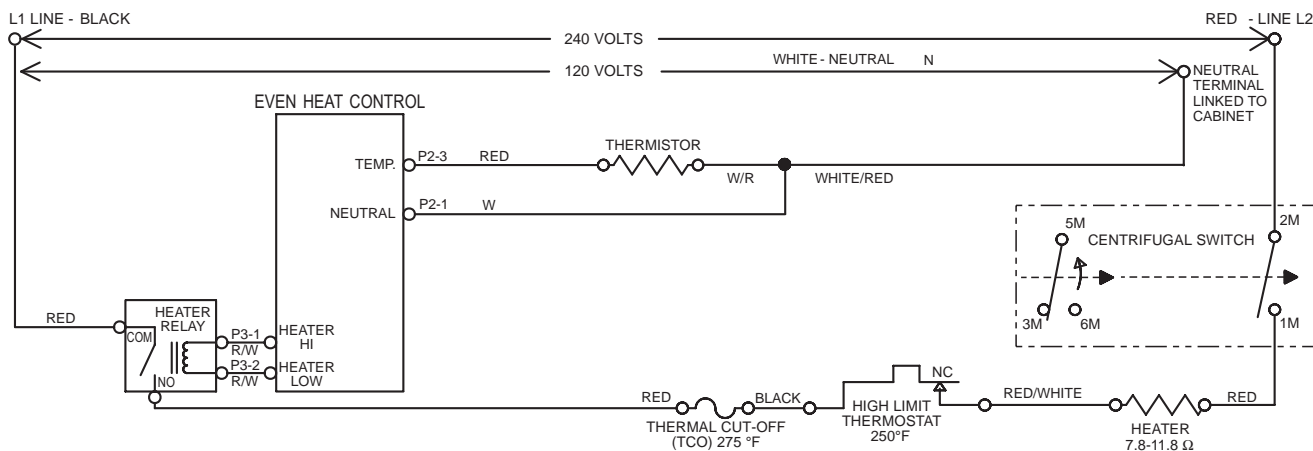 L1 LINE - BLACK
RED - LINE L2
240 VOLTS
120 VOLTS
WHITE - NEUTRAL N
NEUTRAL
TERMINAL
LINKED TO
CABINET
EVEN HEAT CONTROL
TEMP.
P2-3
RED
THERMISTOR
W/R
WHITE/RED
NEUTRAL
P2-1
W
5M
CENTRIFUGAL SWITCH
2M
3M
6M
1M
RED
HEATER
RELAY
COM
NO
P3-1
R/W
P3-2
R/W
HEATER
HI
HEATER
LOW
RED
BLACK
THERMAL CUT-OFF
(TCO) 275 °F
NC
HIGH LIMIT
THERMOSTAT
250°F
RED/WHITE
RED
HEATER
7.8-11.8 Ω